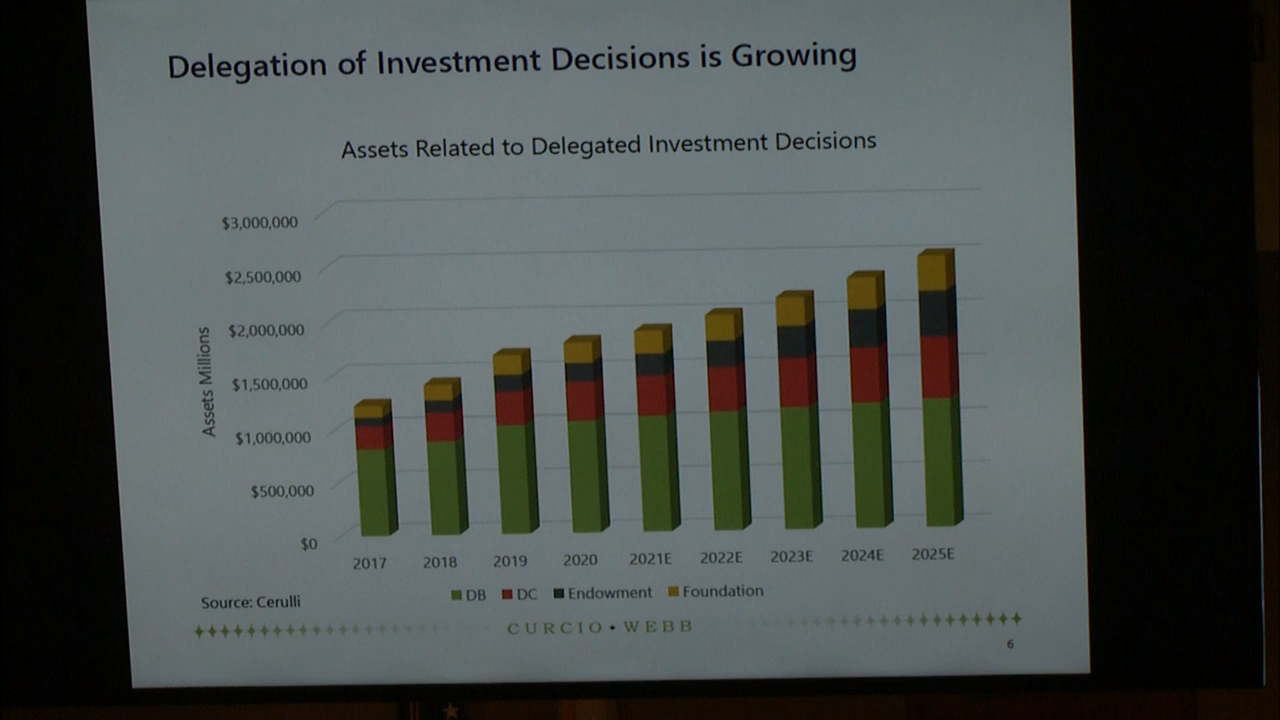 Delegation of Investment Decisions is Growing
Assets Related to Delegated Investment Decisions
Assets Millions
$3,000,000
$2,500,000
$2,000,000
$1,500,000
$1,000,000
$500,000
$0
2017 2018 2019 2020 2021E 2022E 2023E 2024E 2025E
DB DC Endowment Foundation
Source: Cerulli
CURCIO • WEBB
6